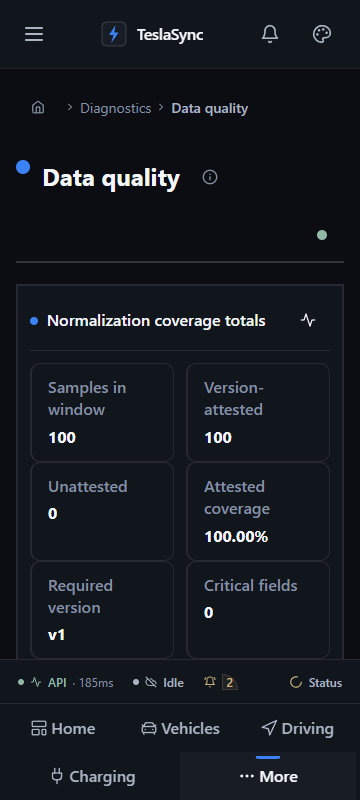 TeslaSync
Diagnostics
Data quality
Data quality
Normalization coverage totals
Samples in
window
100
Version-
attested
100
Unattested
0
Attested
coverage
100.00%
Required
version
v1
Critical fields
0
API · 185ms
Idle
2
Status
Home
Vehicles
Driving
Charging
More